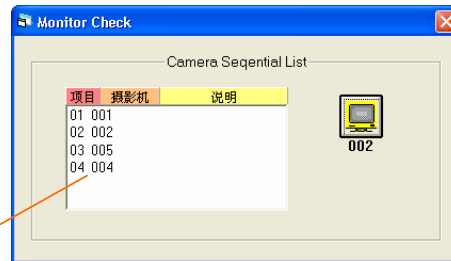 Monitor Check
Camera Seqential List
项目 摄影机 说明
01 001
02 002
03 005
04 004
002